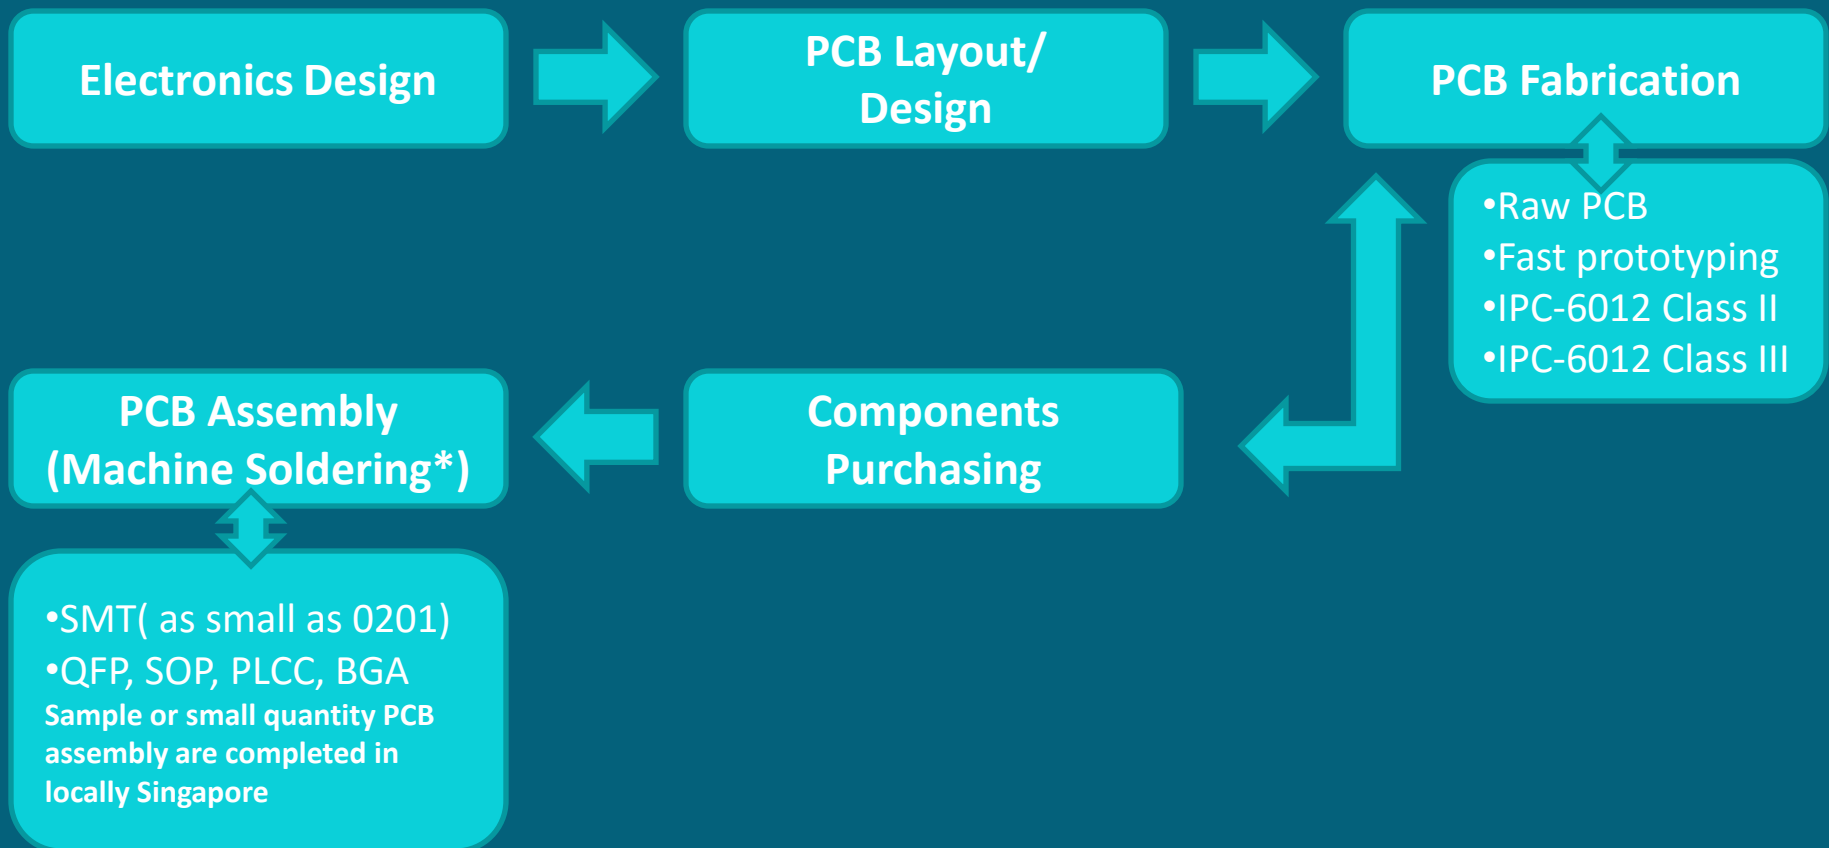 Electronics Design
PCB Layout/
Design
PCB Fabrication
•Raw PCB
•Fast prototyping
•IPC-6012 Class II
•IPC-6012 Class III
Components
Purchasing
PCB Assembly
(Machine Soldering*)
•SMT( as small as 0201)
•QFP, SOP, PLCC, BGA
Sample or small quantity PCB
assembly are completed in
locally Singapore